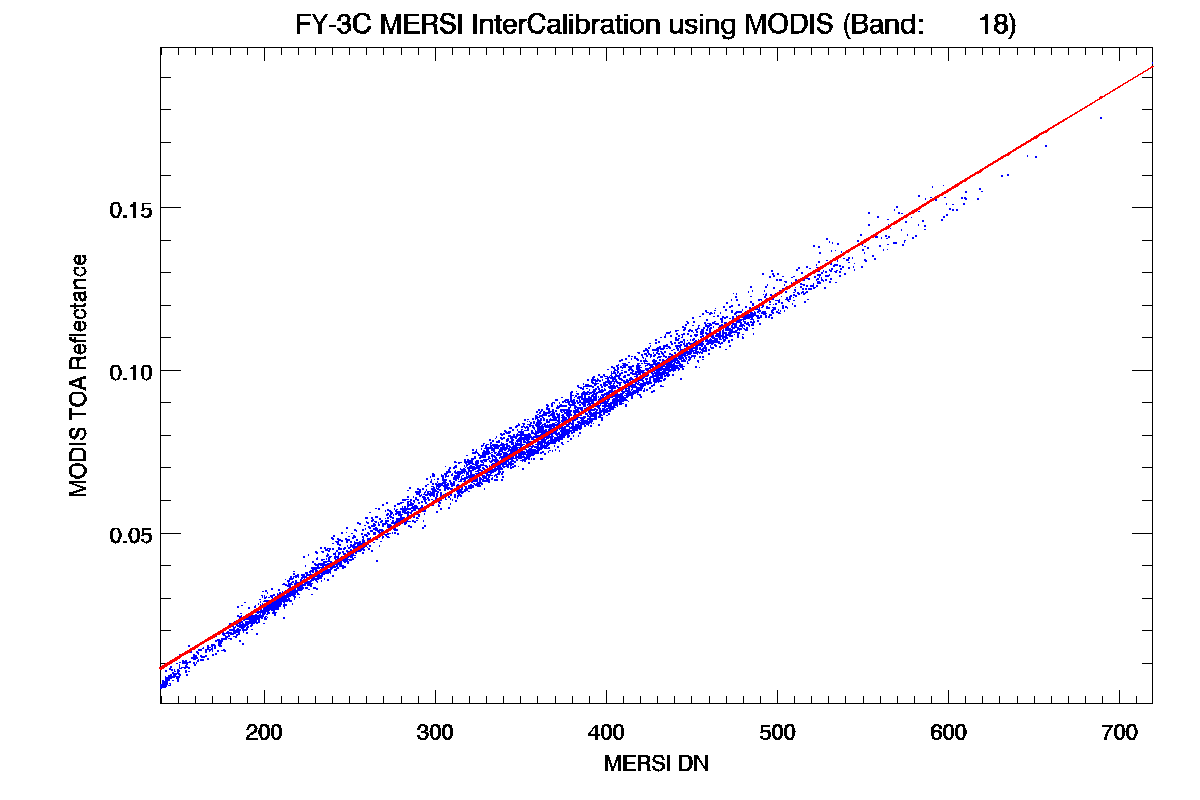 FY-3C MERSI InterCalibration using MODIS (Band: 18)
0.15
0.10
0.05
MODIS TOA Reflectance
200 300 400 500 600 700
MERSI DN